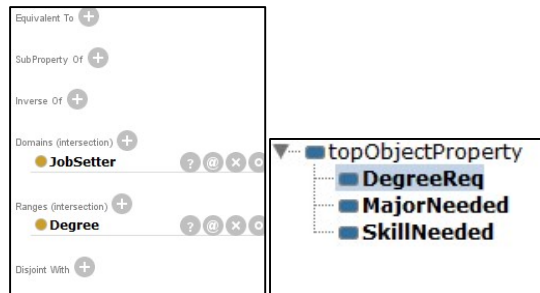 Equivalent To
SubProperty Of
Inverse Of
Domains (intersection)
JobSetter
Ranges (intersection)
Degree
Disjoint With
topObjectProperty
DegreeReq
MajorNeeded
SkillNeeded